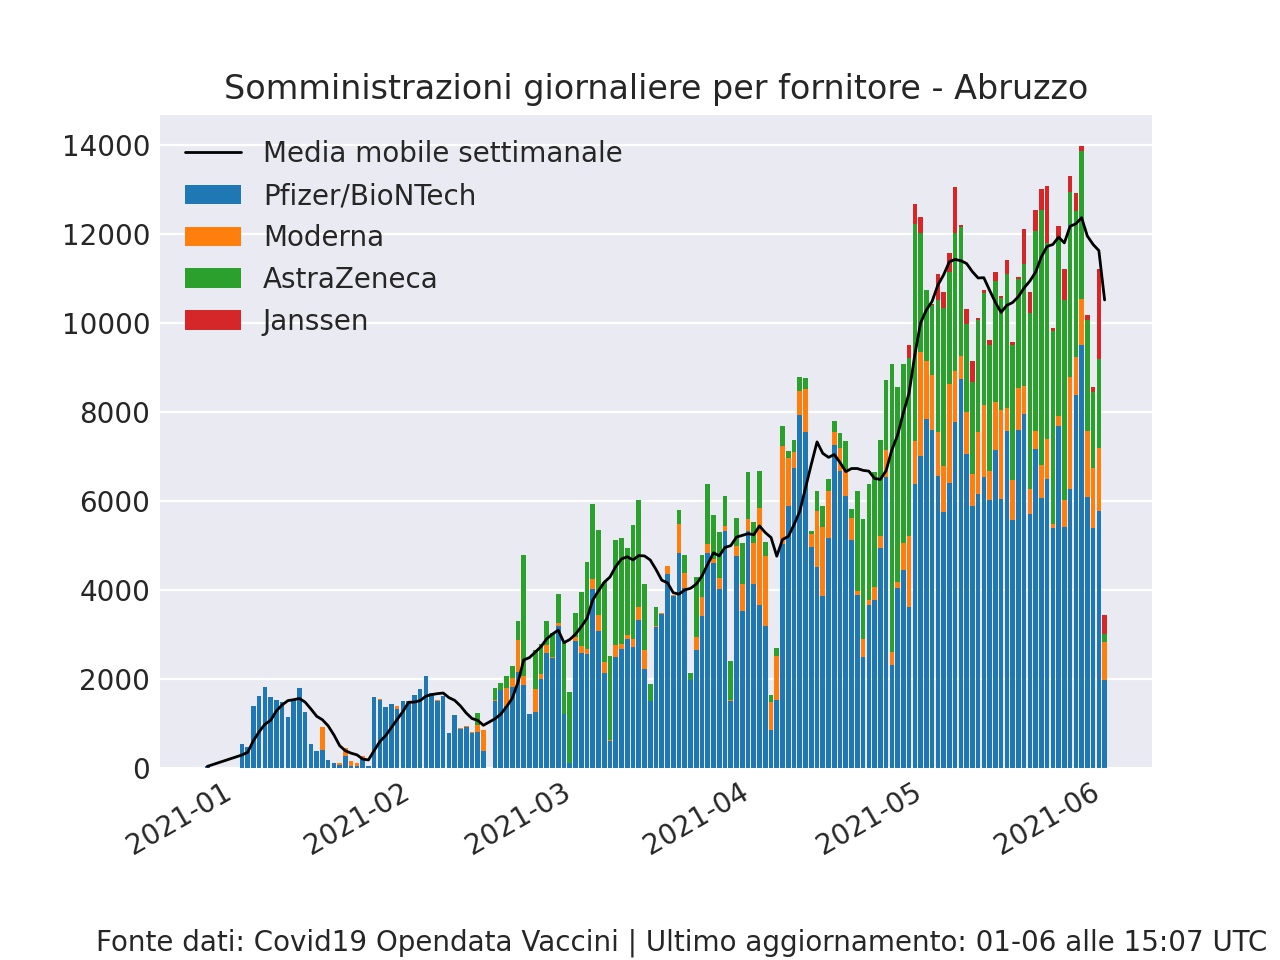 Somministrazioni giornaliere per fornitore - Abruzzo
14000
12000
10000
8000
6000
4000
2000
0
Media mobile settimanale
Pfizer/BioNTech
Moderna
AstraZeneca
Janssen
2021-01
2021-02
2021-03
2021-04
2021-05
2021-06
Fonte dati: Covid19 Opendata Vaccini | Ultimo aggiornamento: 01-06 alle 15:07 UTC